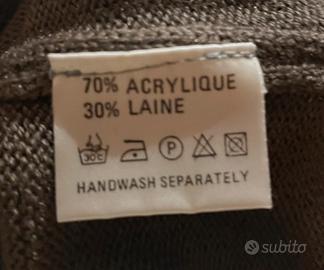 70% ACRYLIQUE
30% LAINE
30°C P
HANDWASH SEPARATELY
subito